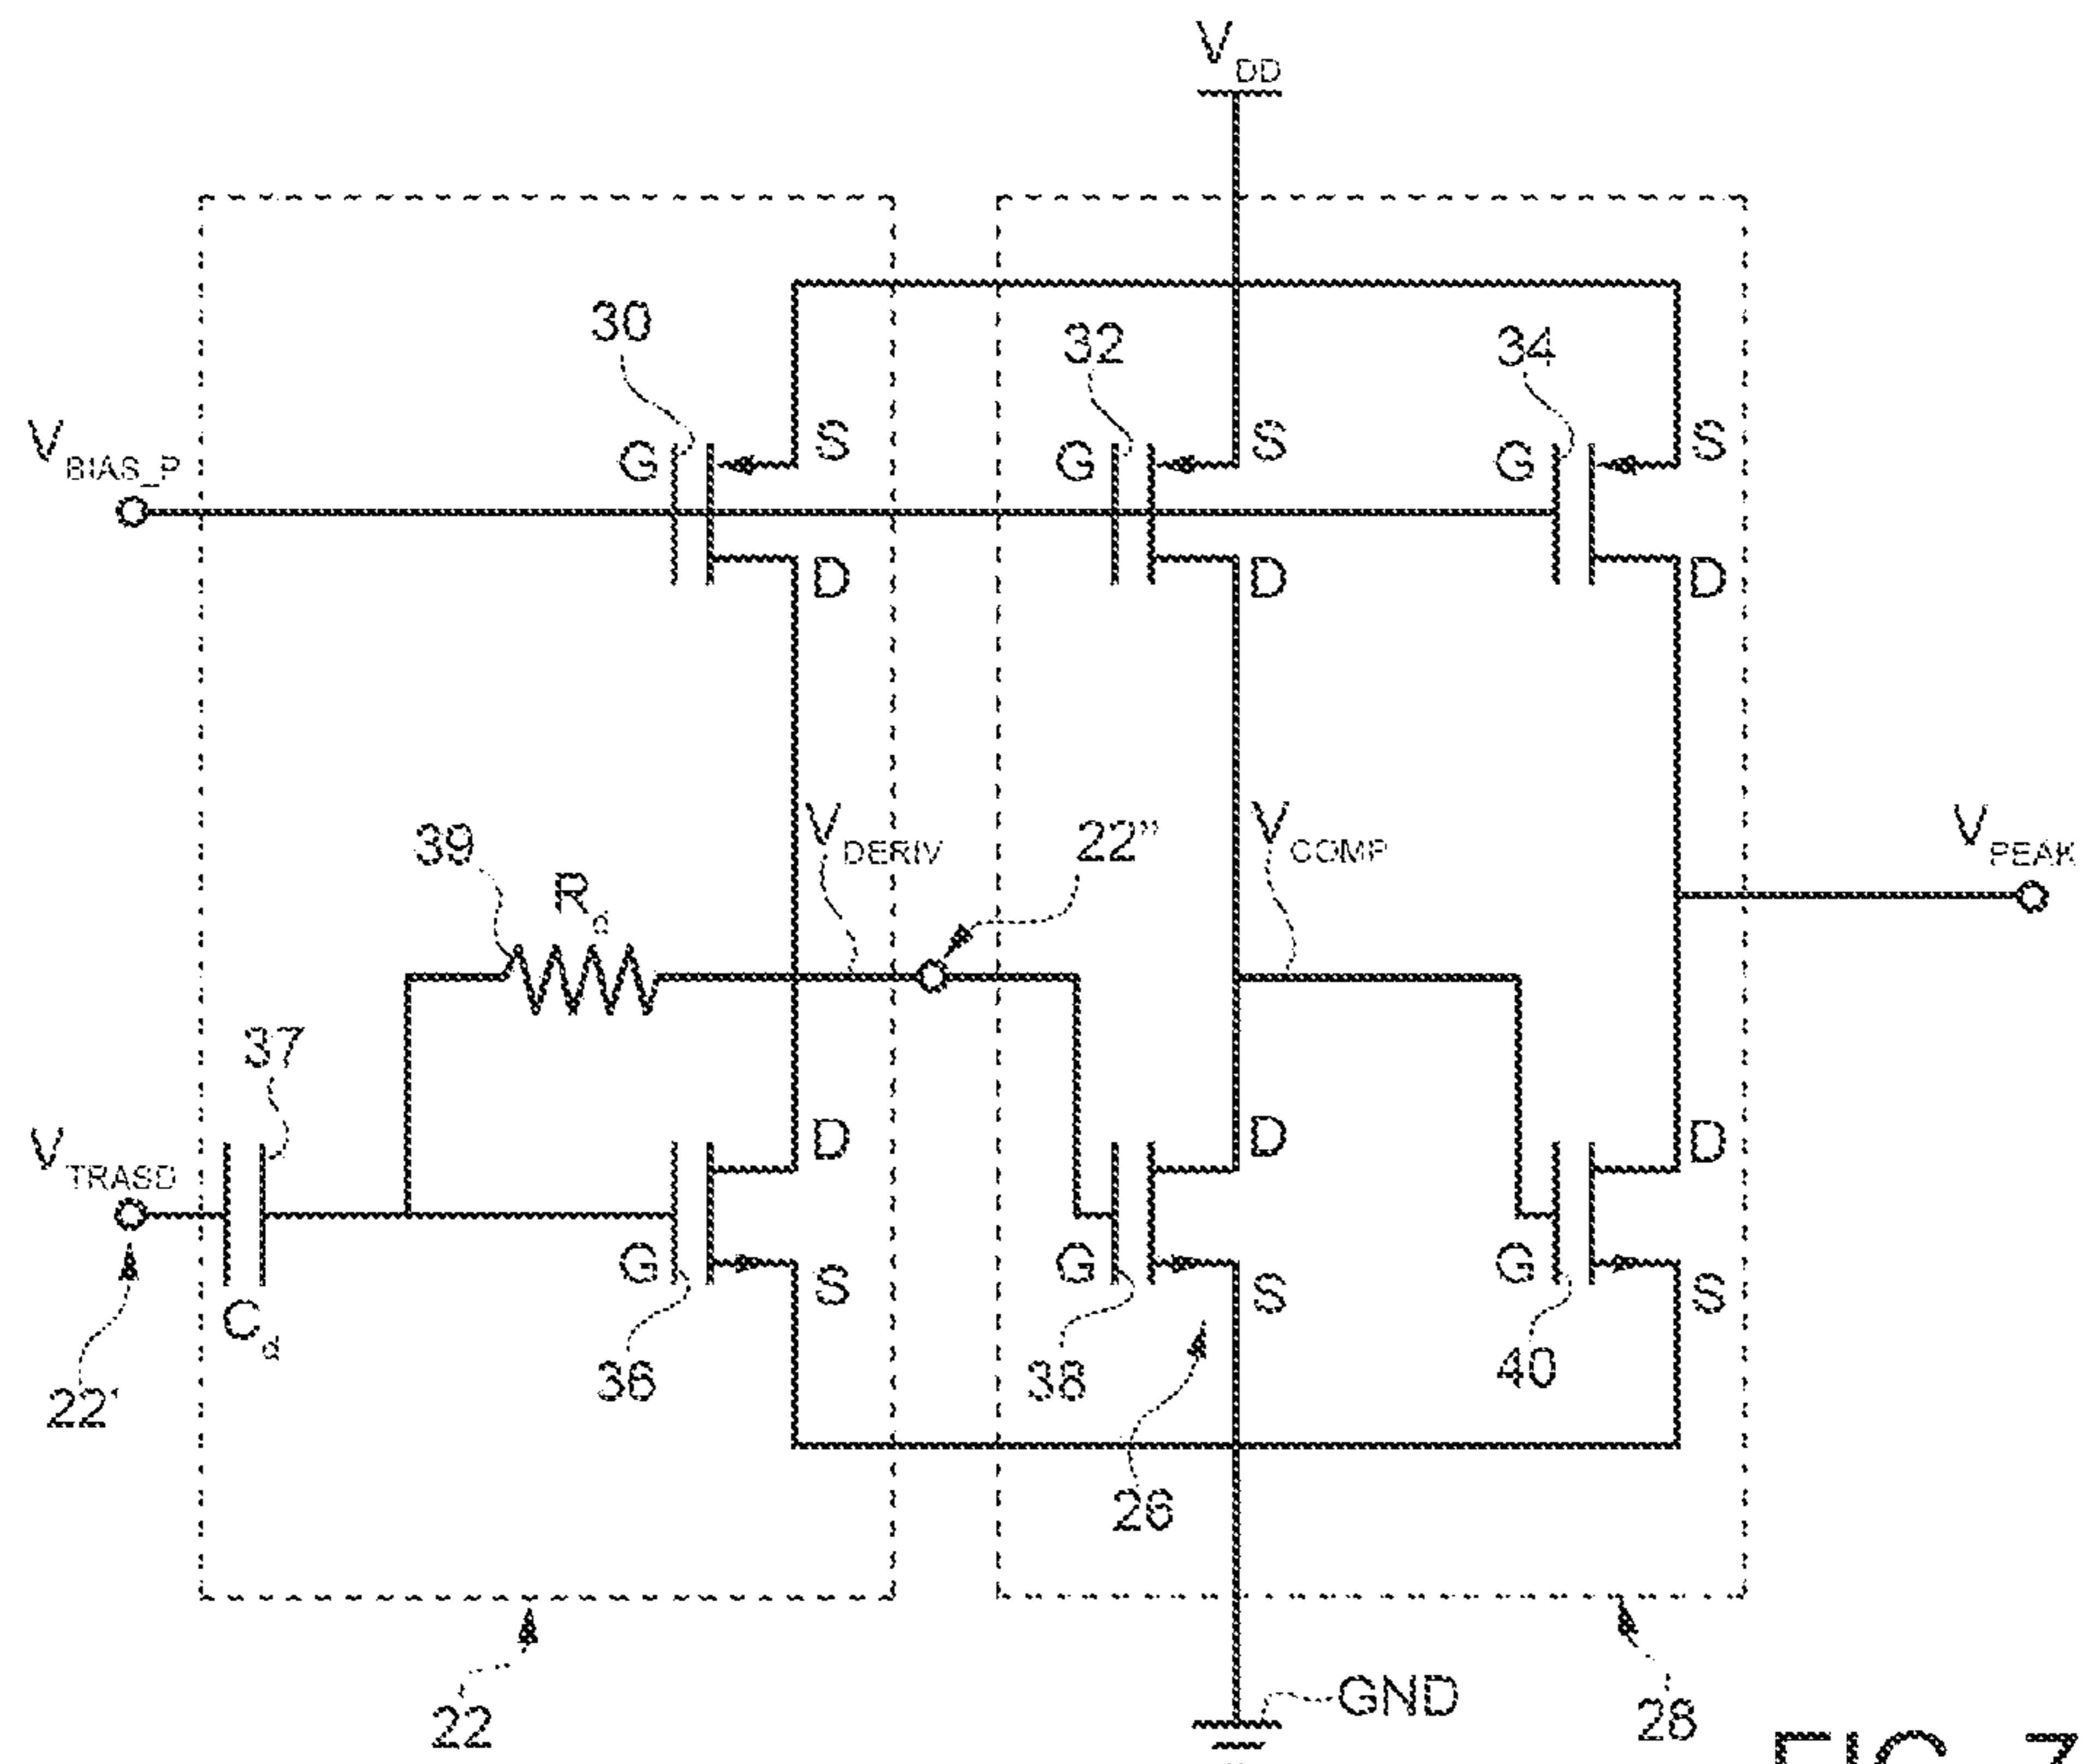 V_DD
30
32
34
V_BIAS_P
G
S
G
S
G
S
D
D
D
39
R_d
V_DERIV
22"
V_COMP
V_PEAK
37
V_TRASD
22'
C_d
G
D
S
36
G
D
S
38
26
G
D
S
40
22
GND
28